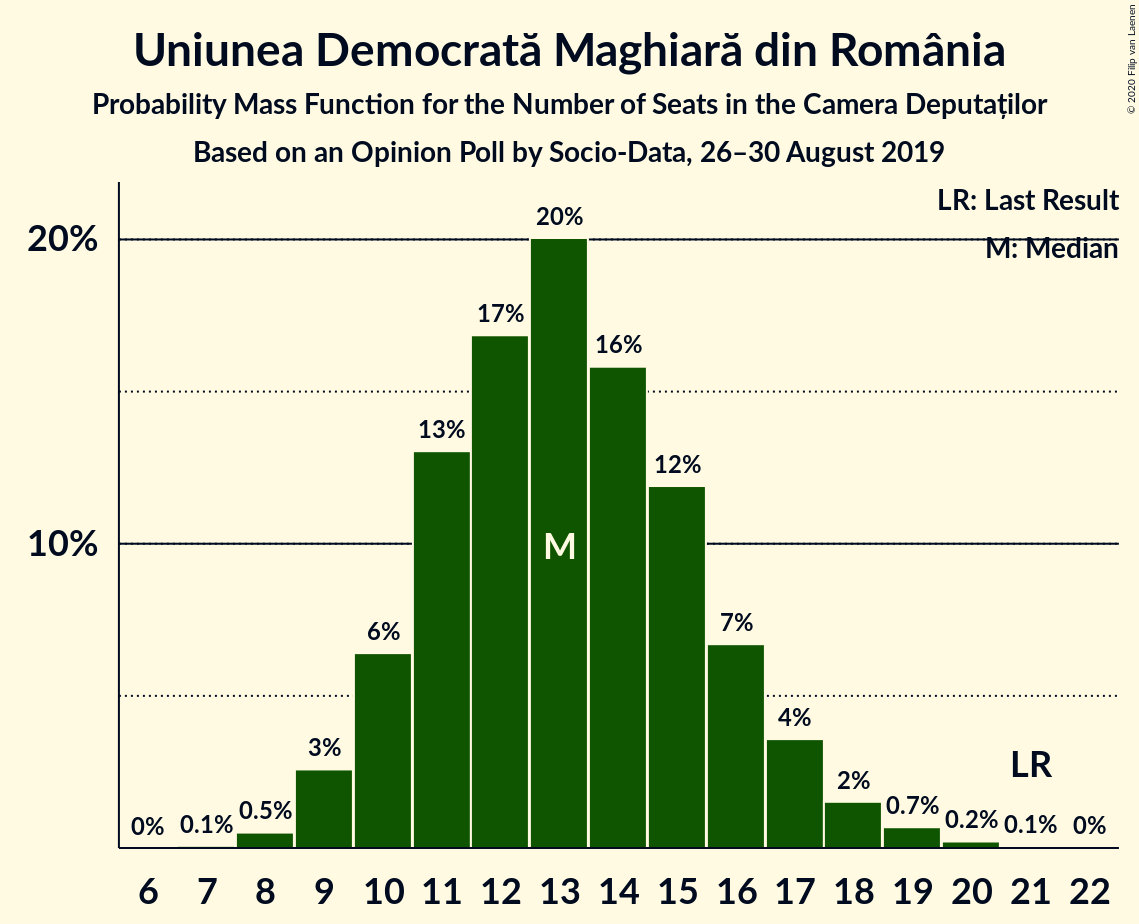 Uniunea Democrată Maghiară din România
Probability Mass Function for the Number of Seats in the Camera Deputaților
Based on an Opinion Poll by Socio-Data, 26–30 August 2019
© 2020 Filip van Laenen
LR: Last Result
M: Median
20%
10%
0%
0.1%
0.5%
3%
6%
13%
17%
20%
16%
12%
7%
4%
2%
0.7%
0.2%
0.1%
0%
M
LR
6 7 8 9 10 11 12 13 14 15 16 17 18 19 20 21 22